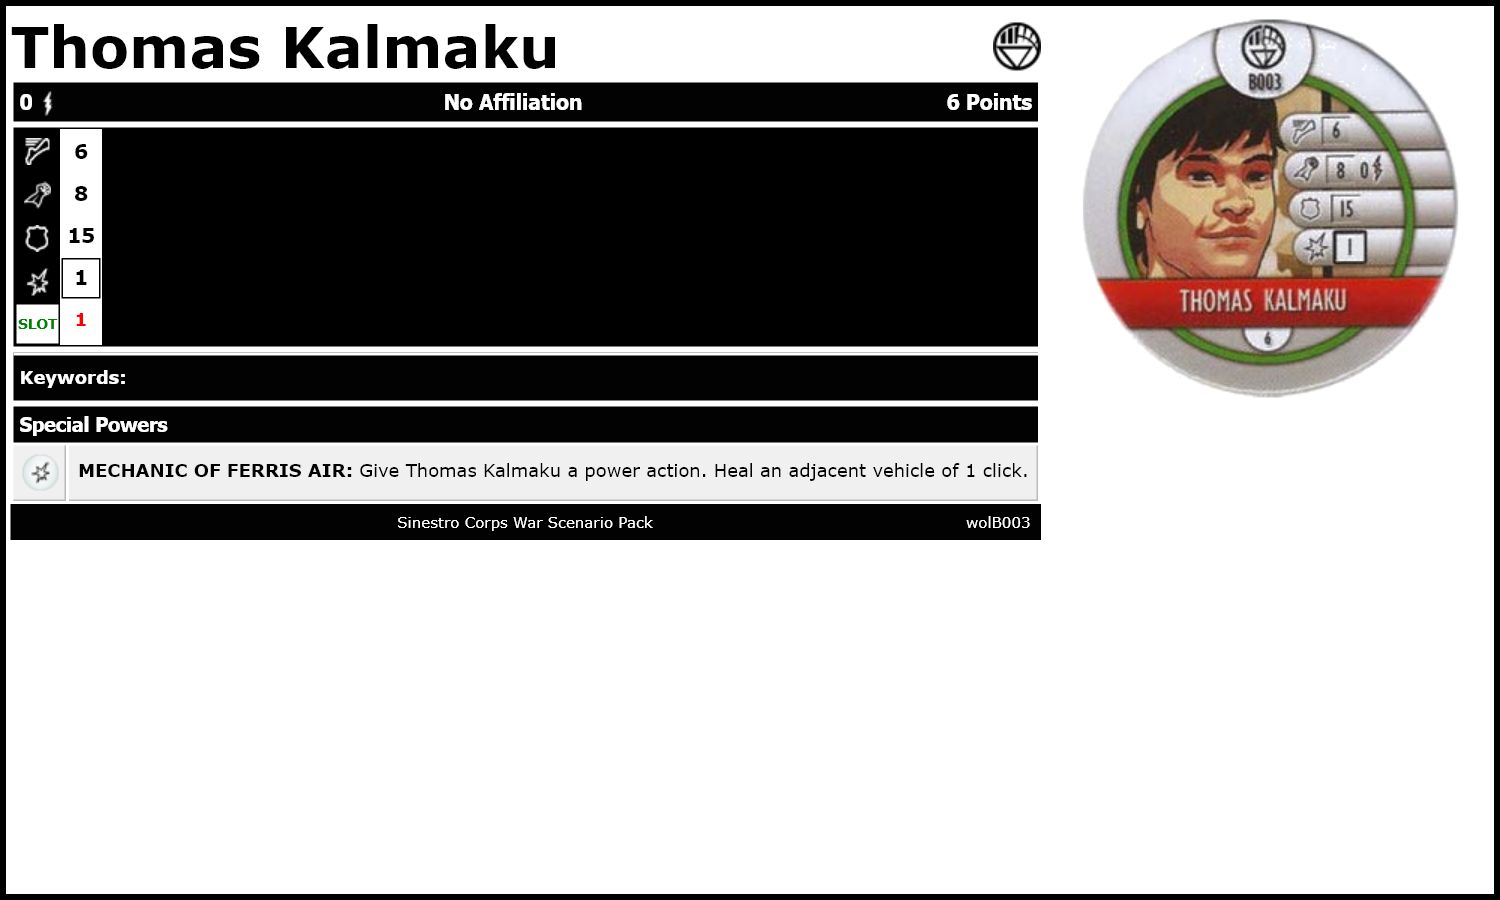 Thomas Kalmaku
0 No Affiliation 6 Points
6
8
15
1
SLOT 1
Keywords:
Special Powers
MECHANIC OF FERRIS AIR: Give Thomas Kalmaku a power action. Heal an adjacent vehicle of 1 click.
Sinestro Corps War Scenario Pack wolB003
B003
6
8 0
15
1
THOMAS KALMAKU
6